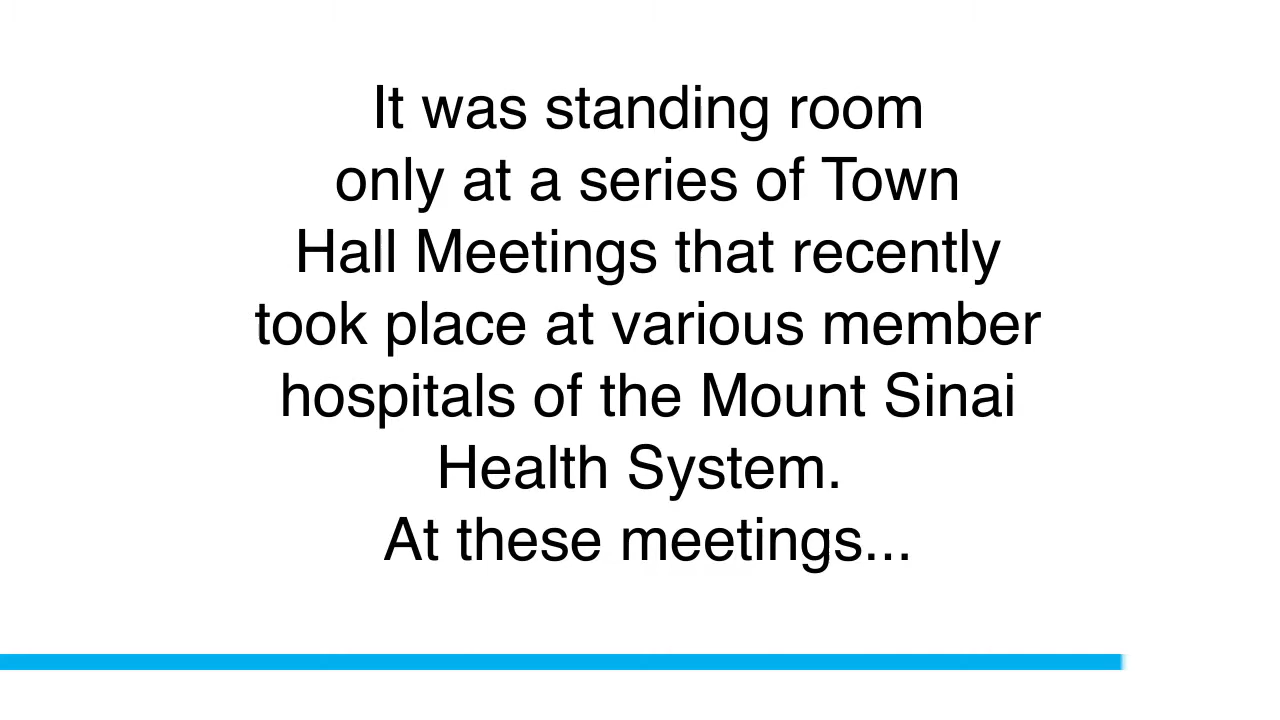 It was standing room
only at a series of Town
Hall Meetings that recently
took place at various member
hospitals of the Mount Sinai
Health System.
At these meetings...